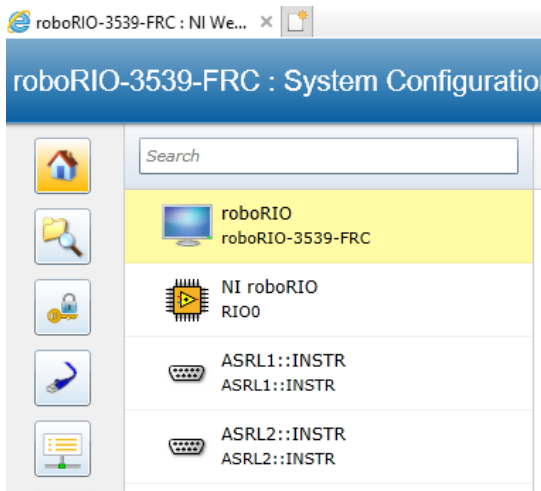 roboRIO-3539-FRC : NI We...
roboRIO-3539-FRC : System Configuratio
Search
roboRIO
roboRIO-3539-FRC
NI roboRIO
RIO0
ASRL1::INSTR
ASRL1::INSTR
ASRL2::INSTR
ASRL2::INSTR